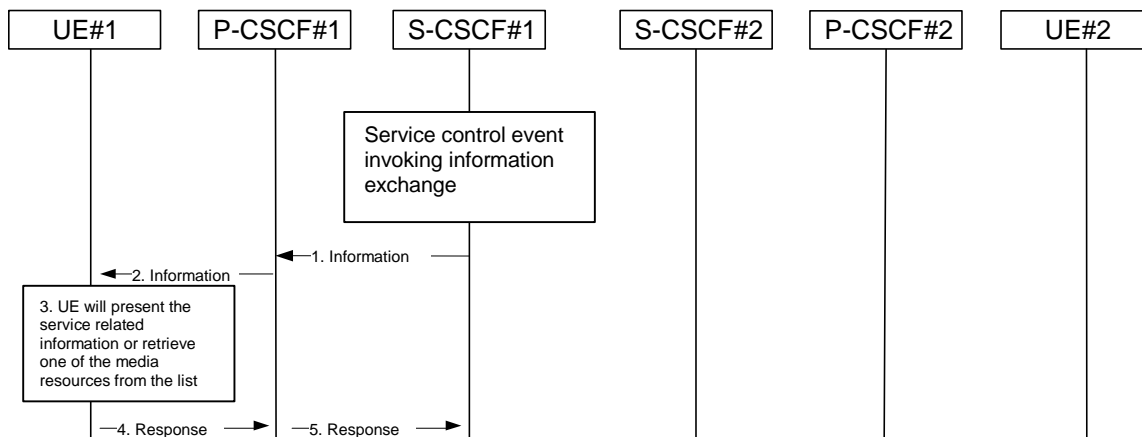 UE#1
P-CSCF#1
S-CSCF#1
S-CSCF#2
P-CSCF#2
UE#2
Service control event
invoking information
exchange
1. Information
2. Information
3. UE will present the
service related
information or retrieve
one of the media
resources from the list
4. Response
5. Response